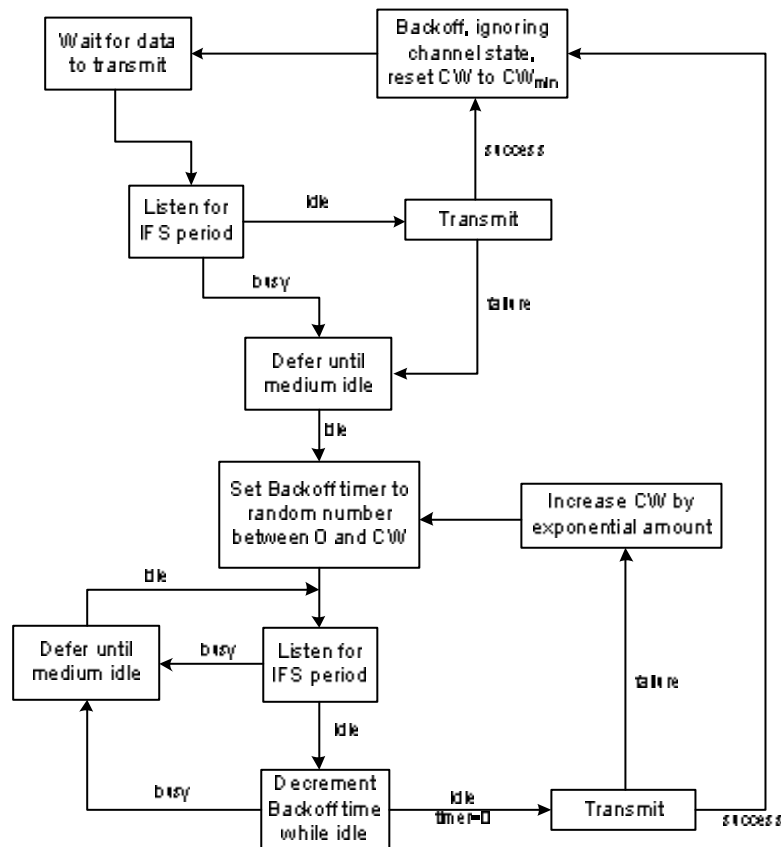 Wait for data
to transmit
Backoff, ignoring
channel state,
reset CW to CWmin
success
Listen for
IFS period
idle
Transmit
busy
failure
Defer until
medium idle
idle
Set Backoff timer to
random number
between 0 and CW
Increase CW by
exponential amount
idle
Defer until
medium idle
busy
Listen for
IFS period
failure
idle
busy
Decrement
Backoff time
while idle
idle
timer=0
Transmit
success